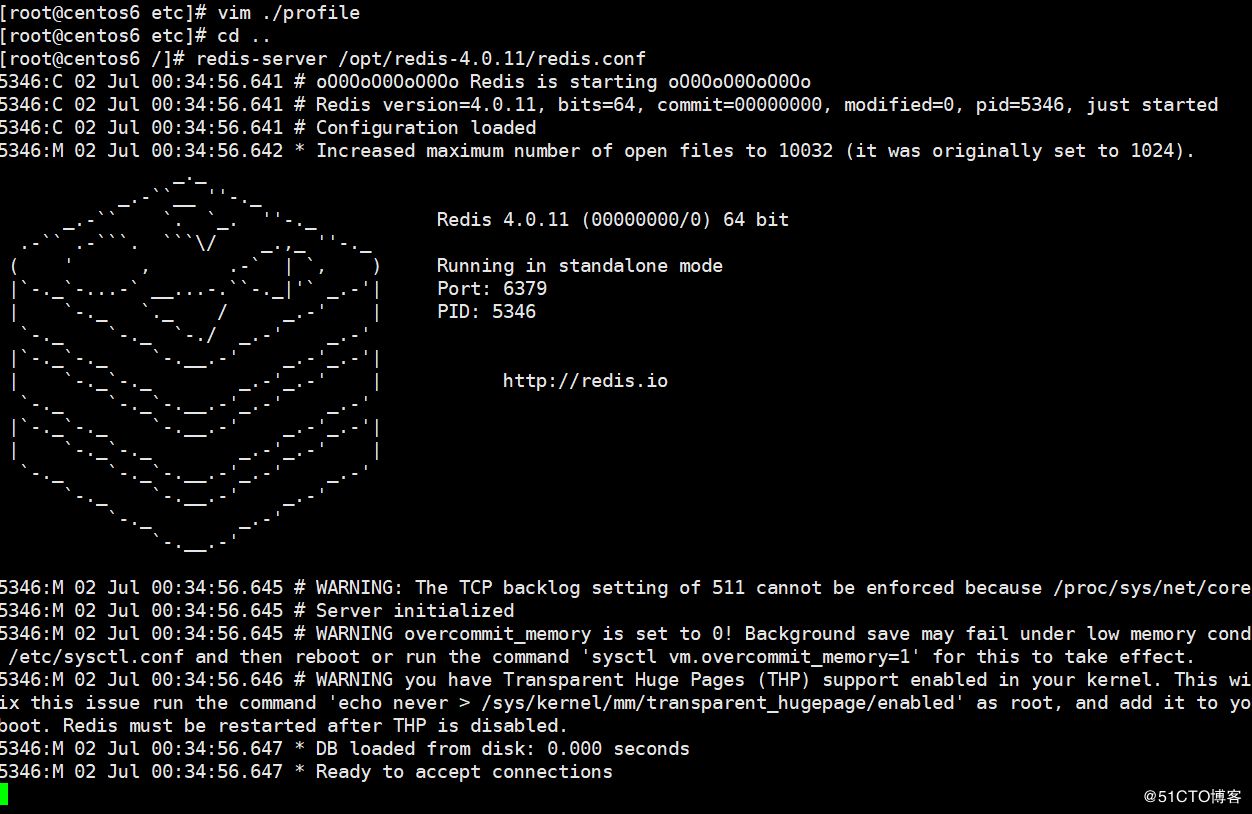 [root@centos6 etc]# vim ./profile
[root@centos6 etc]# cd ..
[root@centos6 /]# redis-server /opt/redis-4.0.11/redis.conf
5346:C 02 Jul 00:34:56.641 # oO0OoO0OoO0Oo Redis is starting oO0OoO0OoO0Oo
5346:C 02 Jul 00:34:56.641 # Redis version=4.0.11, bits=64, commit=00000000, modified=0, pid=5346, just started
5346:C 02 Jul 00:34:56.641 # Configuration loaded
5346:M 02 Jul 00:34:56.642 * Increased maximum number of open files to 10032 (it was originally set to 1024).
Redis 4.0.11 (00000000/0) 64 bit
Running in standalone mode
Port: 6379
PID: 5346
http://redis.io
5346:M 02 Jul 00:34:56.645 # WARNING: The TCP backlog setting of 511 cannot be enforced because /proc/sys/net/core
5346:M 02 Jul 00:34:56.645 # Server initialized
5346:M 02 Jul 00:34:56.645 # WARNING overcommit_memory is set to 0! Background save may fail under low memory cond
/etc/sysctl.conf and then reboot or run the command 'sysctl vm.overcommit_memory=1' for this to take effect.
5346:M 02 Jul 00:34:56.646 # WARNING you have Transparent Huge Pages (THP) support enabled in your kernel. This wi
ix this issue run the command 'echo never > /sys/kernel/mm/transparent_hugepage/enabled' as root, and add it to yo
boot. Redis must be restarted after THP is disabled.
5346:M 02 Jul 00:34:56.647 * DB loaded from disk: 0.000 seconds
5346:M 02 Jul 00:34:56.647 * Ready to accept connections
@51CTO博客